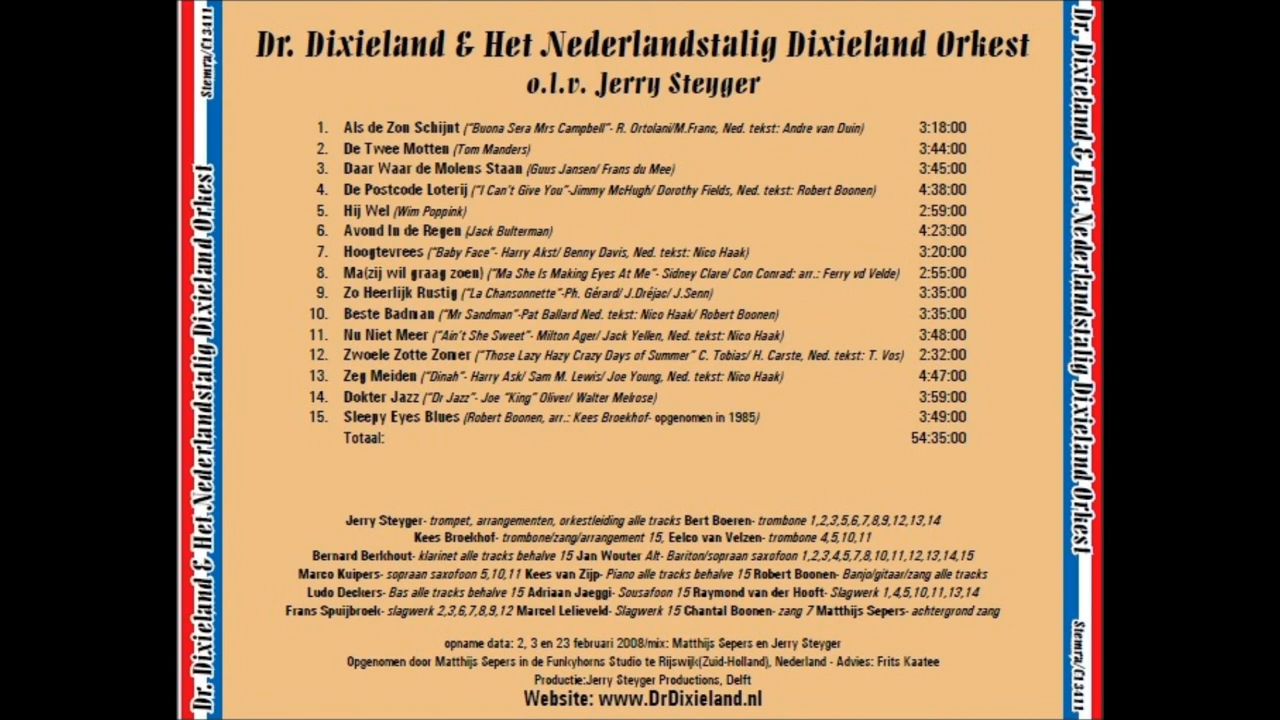 Dr. Dixieland & Het Nederlandstalig Dixieland Orkest
o.l.v. Jerry Steyger
1. Als de Zon Schijnt ("Buona Sera Mrs Campbell"- R. Ortolani/M.Franc, Ned. tekst: Andre van Duin) 3:18:00
2. De Twee Motten (Tom Manders) 3:44:00
3. Daar Waar de Molens Staan (Guus Jansen/ Frans du Mee) 3:45:00
4. De Postcode Loterij ("I Can't Give You"-Jimmy McHugh/ Dorothy Fields, Ned. tekst: Robert Boonen) 4:38:00
5. Hij Wel (Wim Poppink) 2:59:00
6. Avond In de Regen (Jack Bulterman) 4:23:00
7. Hoogtevrees ("Baby Face"- Harry Akst/ Benny Davis, Ned. tekst: Nico Haak) 3:20:00
8. Ma(zij wil graag zoen) ("Ma She Is Making Eyes At Me"- Sidney Clare/ Con Conrad: arr.: Ferry vd Velde) 2:55:00
9. Zo Heerlijk Rustig ("La Chansonnette"-Ph. Gérard/ J.Dréjac/ J.Senn) 3:35:00
10. Beste Badman ("Mr Sandman"-Pat Ballard Ned. tekst: Nico Haak/ Robert Boonen) 3:35:00
11. Nu Niet Meer ("Ain't She Sweet"- Milton Ager/ Jack Yellen, Ned. tekst: Nico Haak) 3:48:00
12. Zwoele Zotte Zomer ("Those Lazy Hazy Crazy Days of Summer" C. Tobias/ H. Carste, Ned. tekst: T. Vos) 2:32:00
13. Zeg Meiden ("Dinah"- Harry Ask/ Sam M. Lewis/ Joe Young, Ned. tekst: Nico Haak) 4:47:00
14. Dokter Jazz ("Dr Jazz"- Joe "King" Oliver/ Walter Melrose) 3:59:00
15. Sleepy Eyes Blues (Robert Boonen, arr.: Kees Broekhof- opgenomen in 1985) 3:49:00
Totaal: 54:35:00
Jerry Steyger- trompet, arrangementen, orkestleiding alle tracks Bert Boeren- trombone 1,2,3,5,6,7,8,9,12,13,14
Kees Broekhof- trombone/zang/arrangement 15, Eelco van Velzen- trombone 4,5,10,11
Bernard Berkhout- klarinet alle tracks behalve 15 Jan Wouter Alt- Bariton/sopraan saxofoon 1,2,3,4,5,7,8,10,11,12,13,14,15
Marco Kuipers- sopraan saxofoon 5,10,11 Kees van Zijp- Piano alle tracks behalve 15 Robert Boonen- Banjo/gitaar/zang alle tracks
Ludo Deckers- Bas alle tracks behalve 15 Adriaan Jaeggi- Sousafoon 15 Raymond van der Hooft- Slagwerk 1,4,5,10,11,13,14
Frans Spuijbroek- slagwerk 2,3,6,7,8,9,12 Marcel Lelieveld- Slagwerk 15 Chantal Boonen- zang 7 Matthijs Sepers- achtergrond zang
opname data: 2, 3 en 23 februari 2008/mix: Matthijs Sepers en Jerry Steyger
Opgenomen door Matthijs Sepers in de Funkyhorns Studio te Rijswijk(Zuid-Holland), Nederland - Advies: Frits Kaatee
Productie:Jerry Steyger Productions, Delft
Website: www.DrDixieland.nl
Dr. Dixieland & Het Nederlandstalig Dixieland Orkest
Stemra/C13411
Dr. Dixieland & Het Nederlandstalig Dixieland Orkest
Stemra/C13411